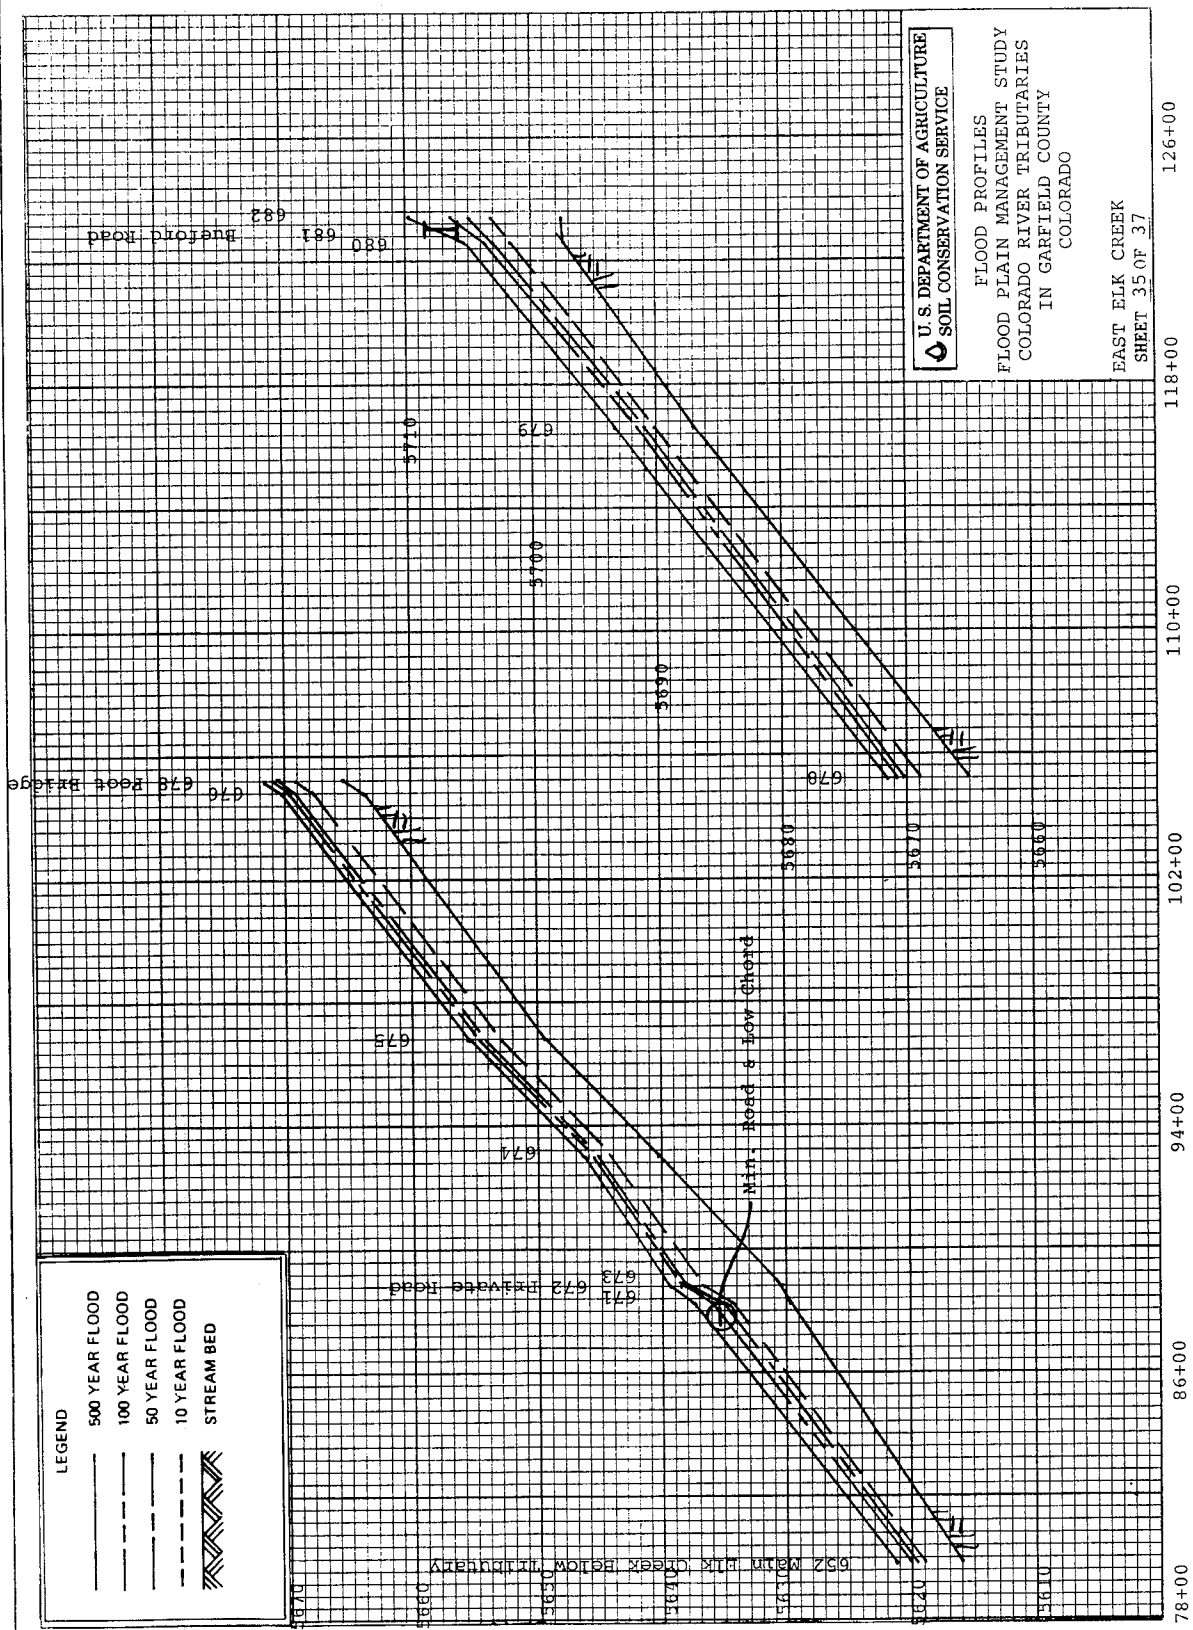 LEGEND
500 YEAR FLOOD
100 YEAR FLOOD
50 YEAR FLOOD
10 YEAR FLOOD
STREAM BED
U. S. DEPARTMENT OF AGRICULTURE
SOIL CONSERVATION SERVICE
FLOOD PROFILES
FLOOD PLAIN MANAGEMENT STUDY
COLORADO RIVER TRIBUTARIES
IN GARFIELD COUNTY
COLORADO
EAST ELK CREEK
SHEET 35 OF 37
5670
5660
5650
5640
5630
5620
5610
652 Main Elk Creek Below Tributary
671
672 Private Road
673
Min. Road & Low Chord
674
675
676
678 Foot Bridge
5710
5700
5690
5680
5670
5660
678
679
680
681 Bueford Road
682
78+00
86+00
94+00
102+00
110+00
118+00
126+00